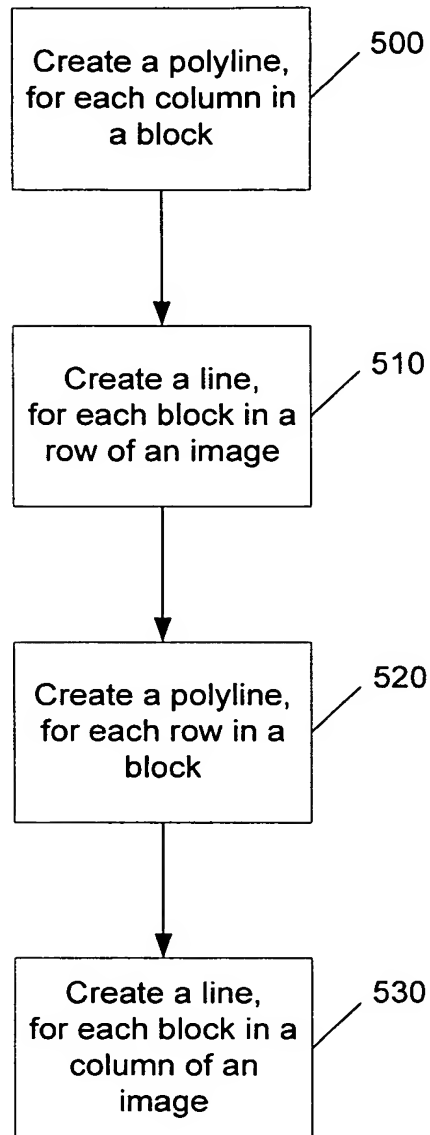 Create a polyline,
for each column in
a block
500
Create a line,
for each block in a
row of an image
510
Create a polyline,
for each row in a
block
520
Create a line,
for each block in a
column of an
image
530